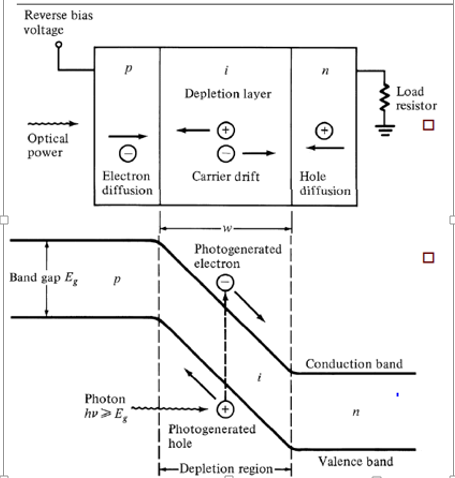 Reverse bias
voltage
p
i
n
Depletion layer
Load
resistor
+
+
Optical
power
−
−
Electron
diffusion
Carrier drift
Hole
diffusion
w
Photogenerated
electron
Band gap Eg
p
−
Conduction band
i
Photon
hν ⩾ Eg
+
n
Photogenerated
hole
Depletion region
Valence band